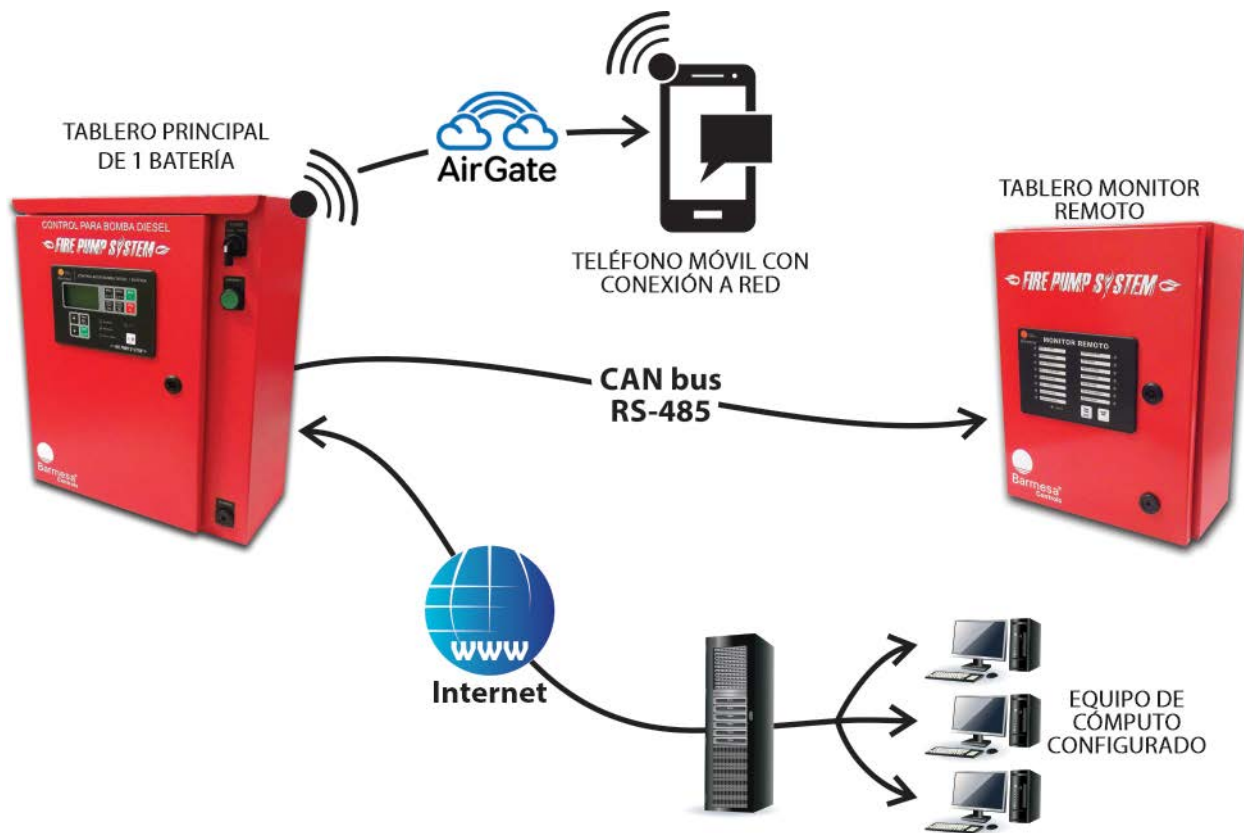 TABLERO PRINCIPAL
DE 1 BATERÍA
CONTROL PARA BOMBA DIESEL
FIRE PUMP SYSTEM
Barmesa
Controls
AirGate
TELÉFONO MÓVIL CON
CONEXIÓN A RED
TABLERO MONITOR
REMOTO
FIRE PUMP SYSTEM
MONITOR REMOTO
Barmesa
Controls
CAN bus
RS-485
www
Internet
EQUIPO DE
CÓMPUTO
CONFIGURADO